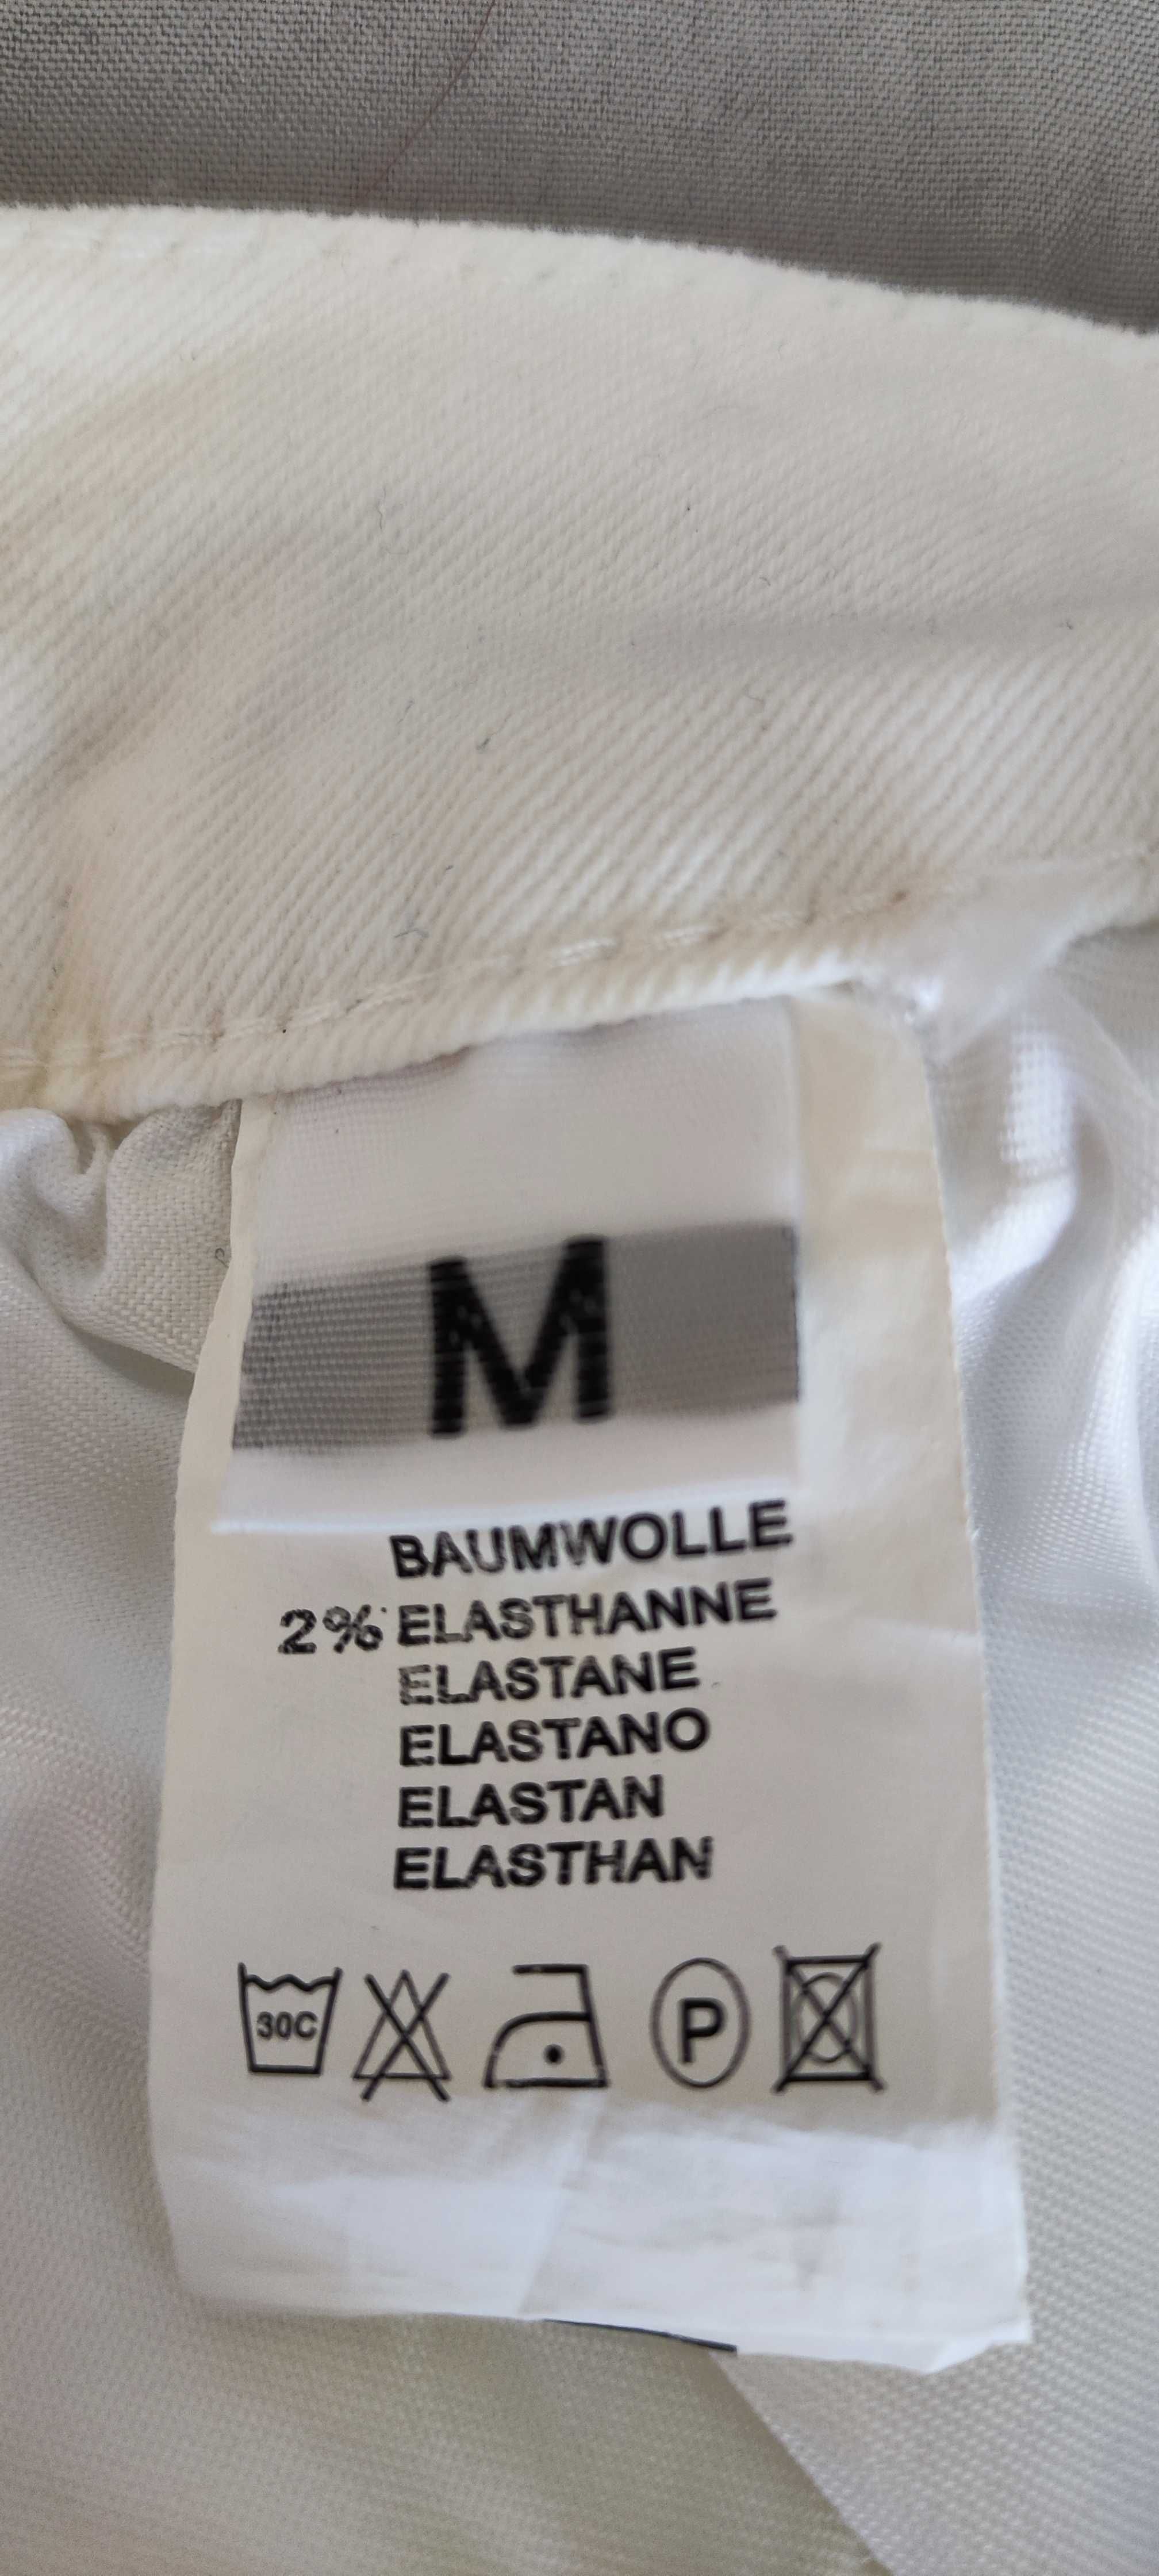 M
BAUMWOLLE
2% ELASTHANNE
ELASTANE
ELASTANO
ELASTAN
ELASTHAN
30C P